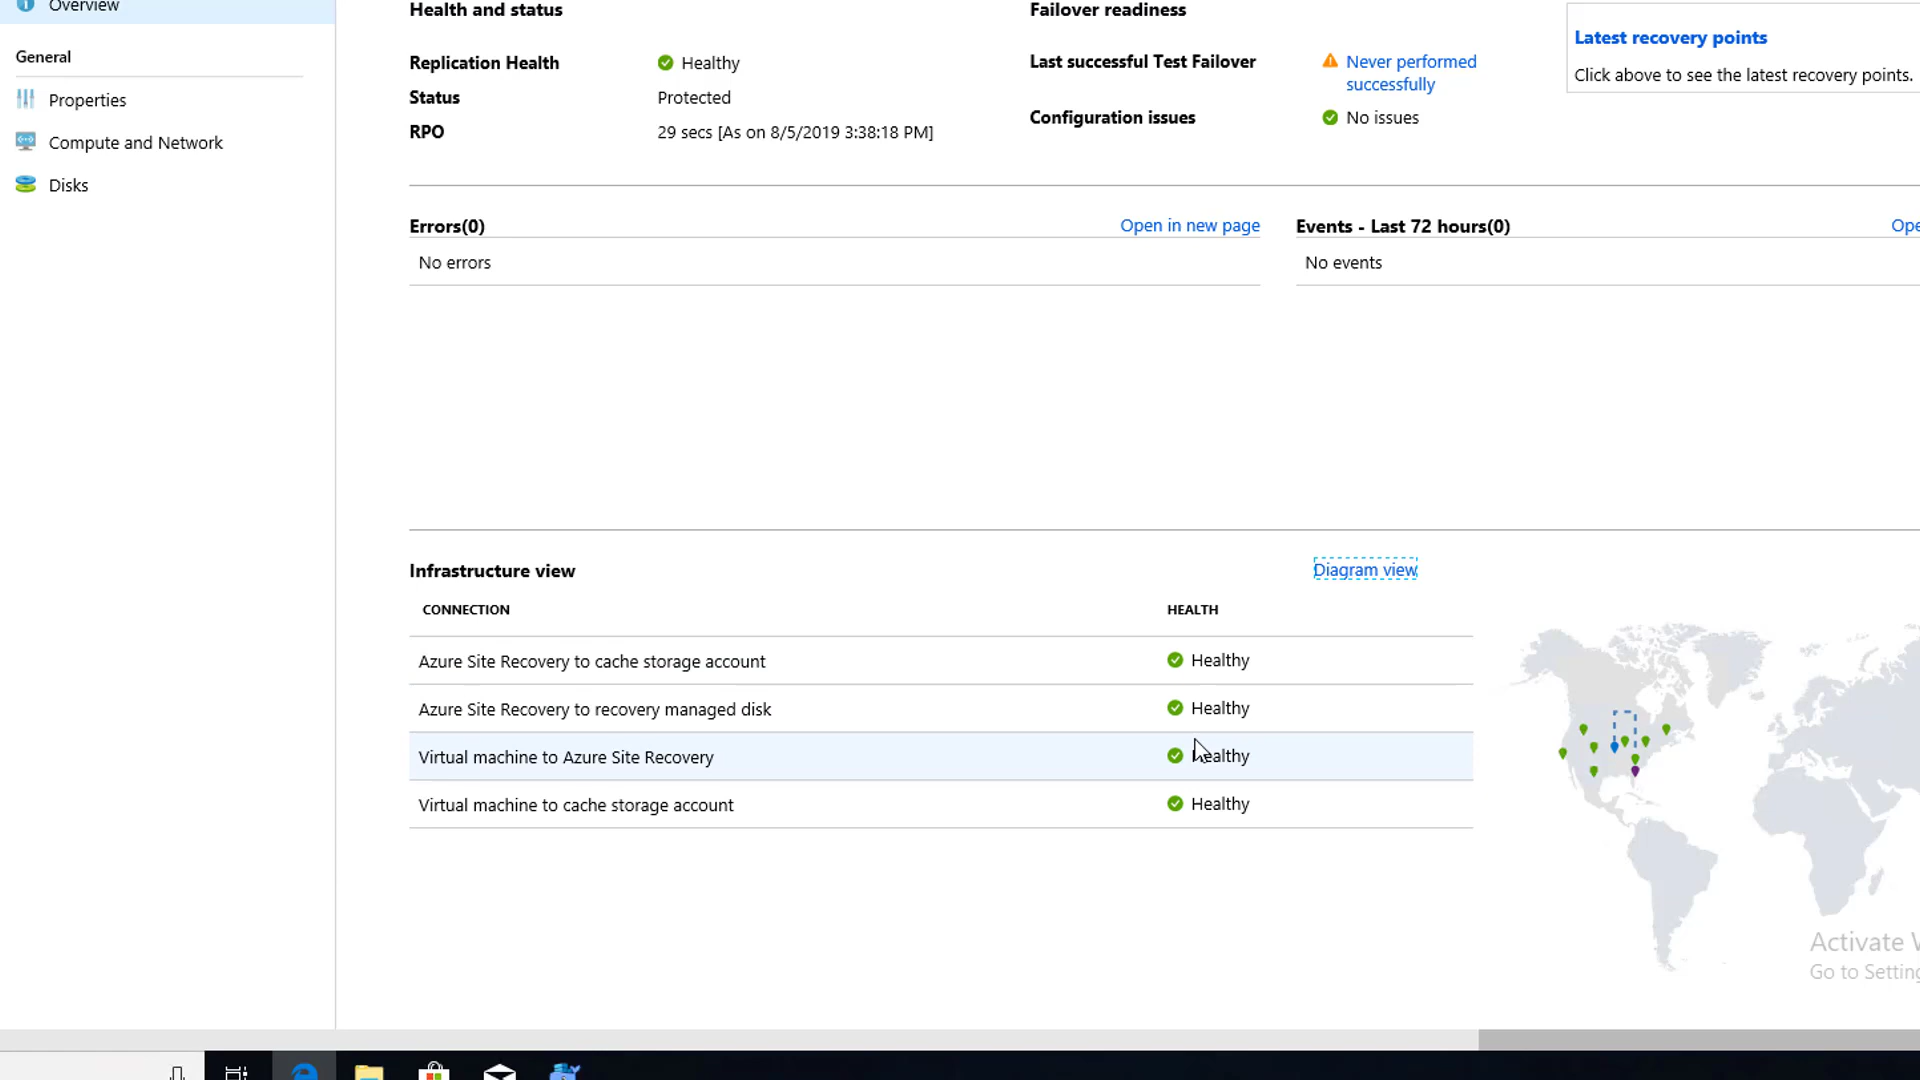 Overview
General
Properties
Compute and Network
Disks
Health and status
Replication Health Healthy
Status Protected
RPO 29 secs [As on 8/5/2019 3:38:18 PM]
Failover readiness
Last successful Test Failover Never performed
successfully
Configuration issues No issues
Latest recovery points
Click above to see the latest recovery points.
Errors(0) Open in new page
No errors
Events - Last 72 hours(0)
No events
Infrastructure view Diagram view
CONNECTION HEALTH
Azure Site Recovery to cache storage account Healthy
Azure Site Recovery to recovery managed disk Healthy
Virtual machine to Azure Site Recovery Healthy
Virtual machine to cache storage account Healthy
Activate
Go to